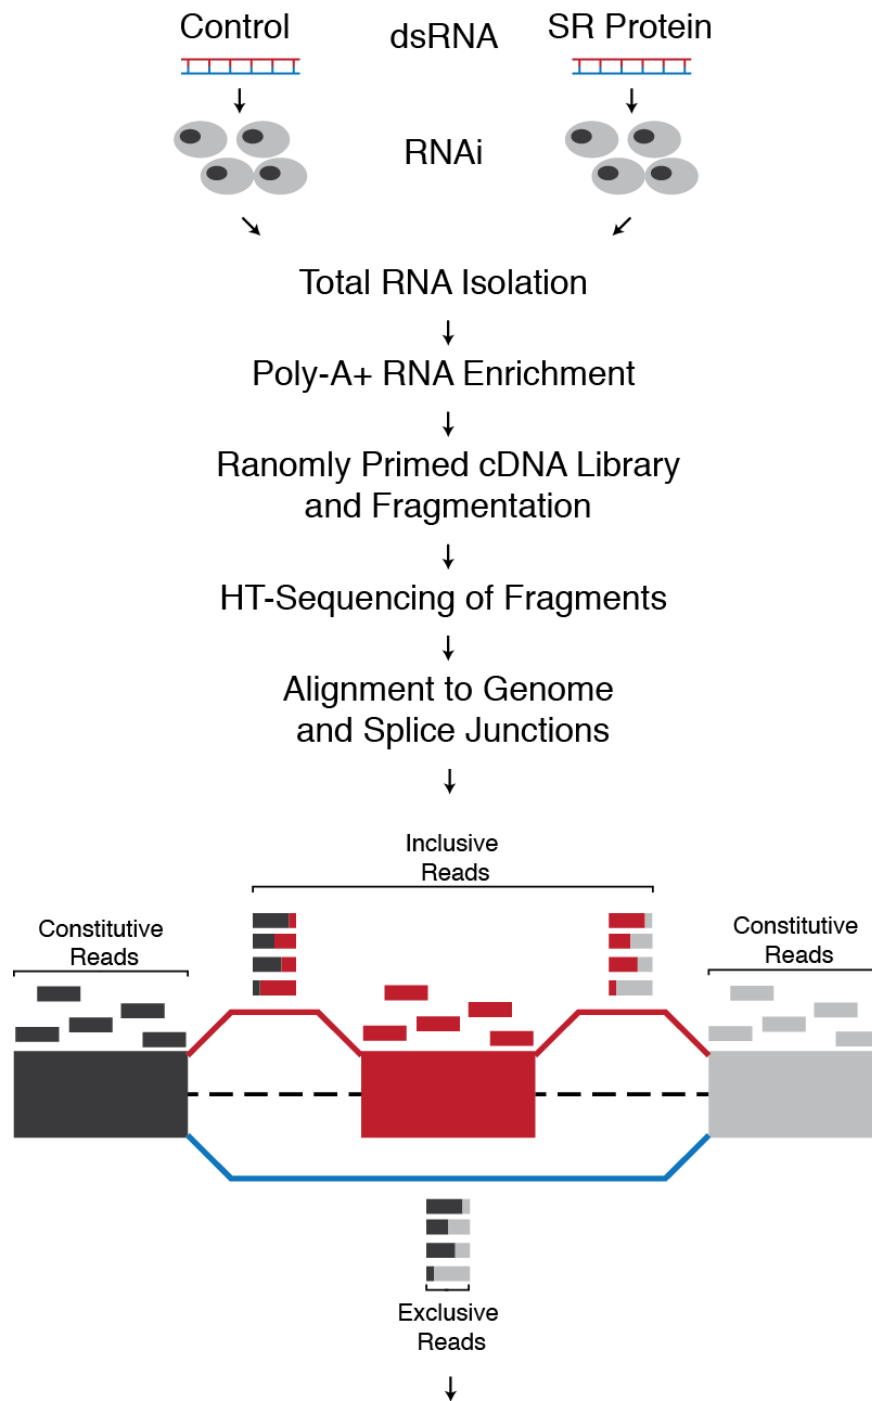 Control
dsRNA
SR Protein
RNAi
Total RNA Isolation
Poly-A+ RNA Enrichment
Ranomly Primed cDNA Library
and Fragmentation
HT-Sequencing of Fragments
Alignment to Genome
and Splice Junctions
Inclusive
Reads
Constitutive
Reads
Constitutive
Reads
Exclusive
Reads